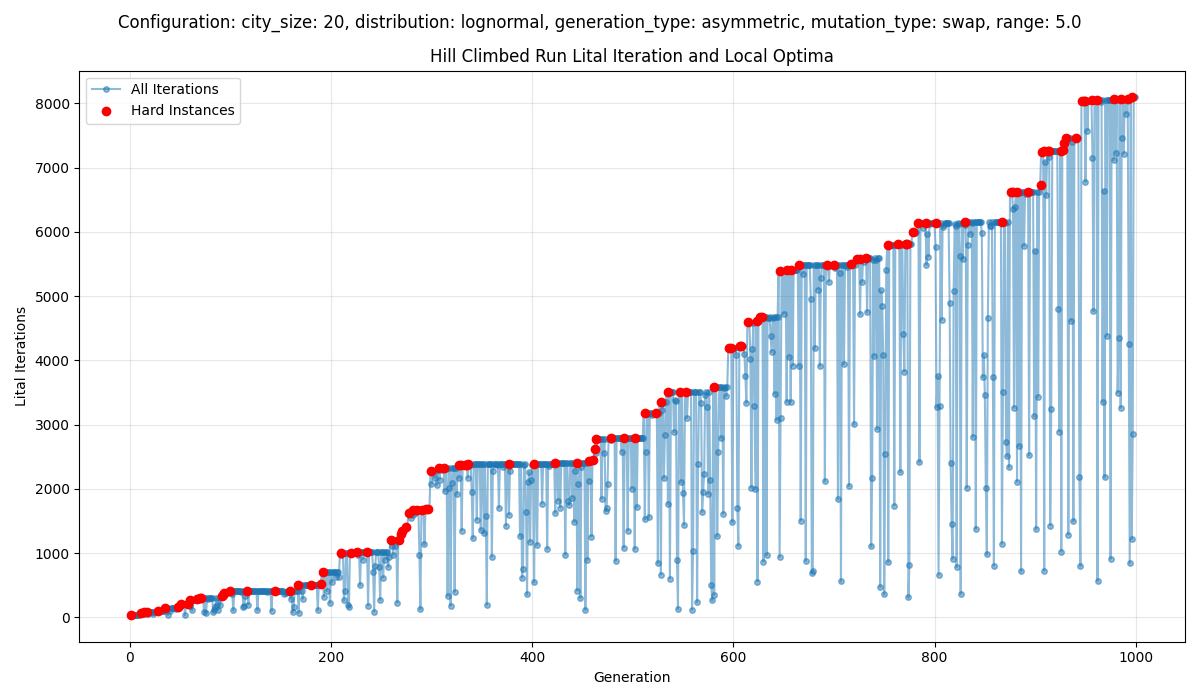 Configuration: city_size: 20, distribution: lognormal, generation_type: asymmetric, mutation_type: swap, range: 5.0
Hill Climbed Run Lital Iteration and Local Optima
All Iterations
Hard Instances
8000
7000
6000
5000
4000
3000
2000
1000
0
Lital Iterations
0 200 400 600 800 1000
Generation